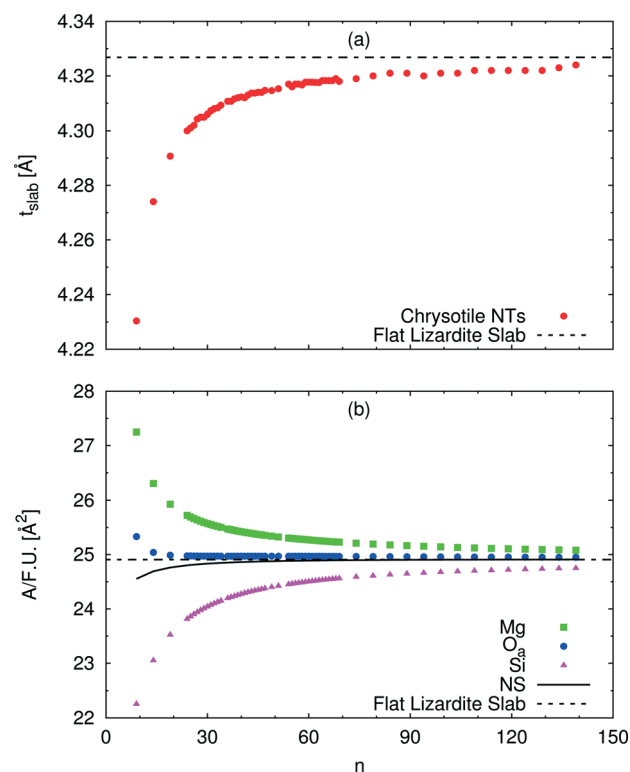 (a)
4.34
4.32
4.30
4.28
4.26
4.24
4.22
t_slab [Å]
Chrysotile NTs
Flat Lizardite Slab
(b)
28
27
26
25
24
23
22
A/F.U. [Å²]
Mg
Oₐ
Si
NS
Flat Lizardite Slab
0 30 60 90 120 150
n